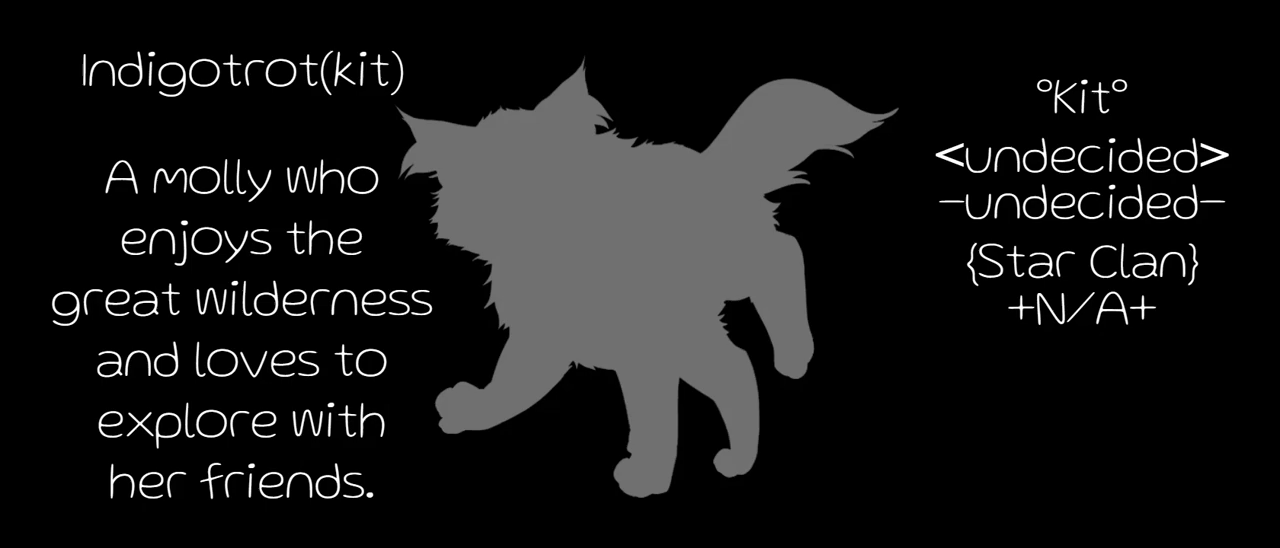 Indigotrot(kit)
A molly who
enjoys the
great wilderness
and loves to
explore with
her friends.
°Kit°
<undecided>
-undecided-
{Star Clan}
+N/A+